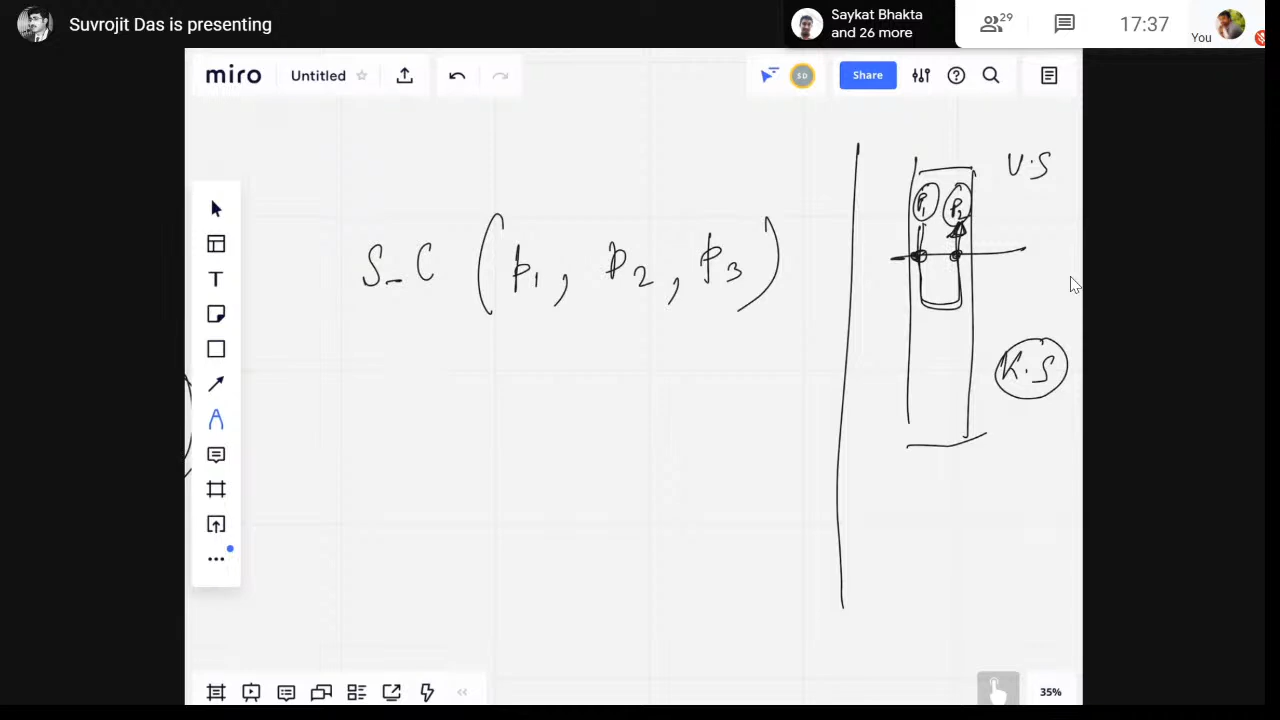 Suvrojit Das is presenting
Saykat Bhakta
and 26 more
29
17:37
You
miro
Untitled
SD
Share
U.S
P1 P2
S_C (p1, p2, p3)
K.S
T
35%